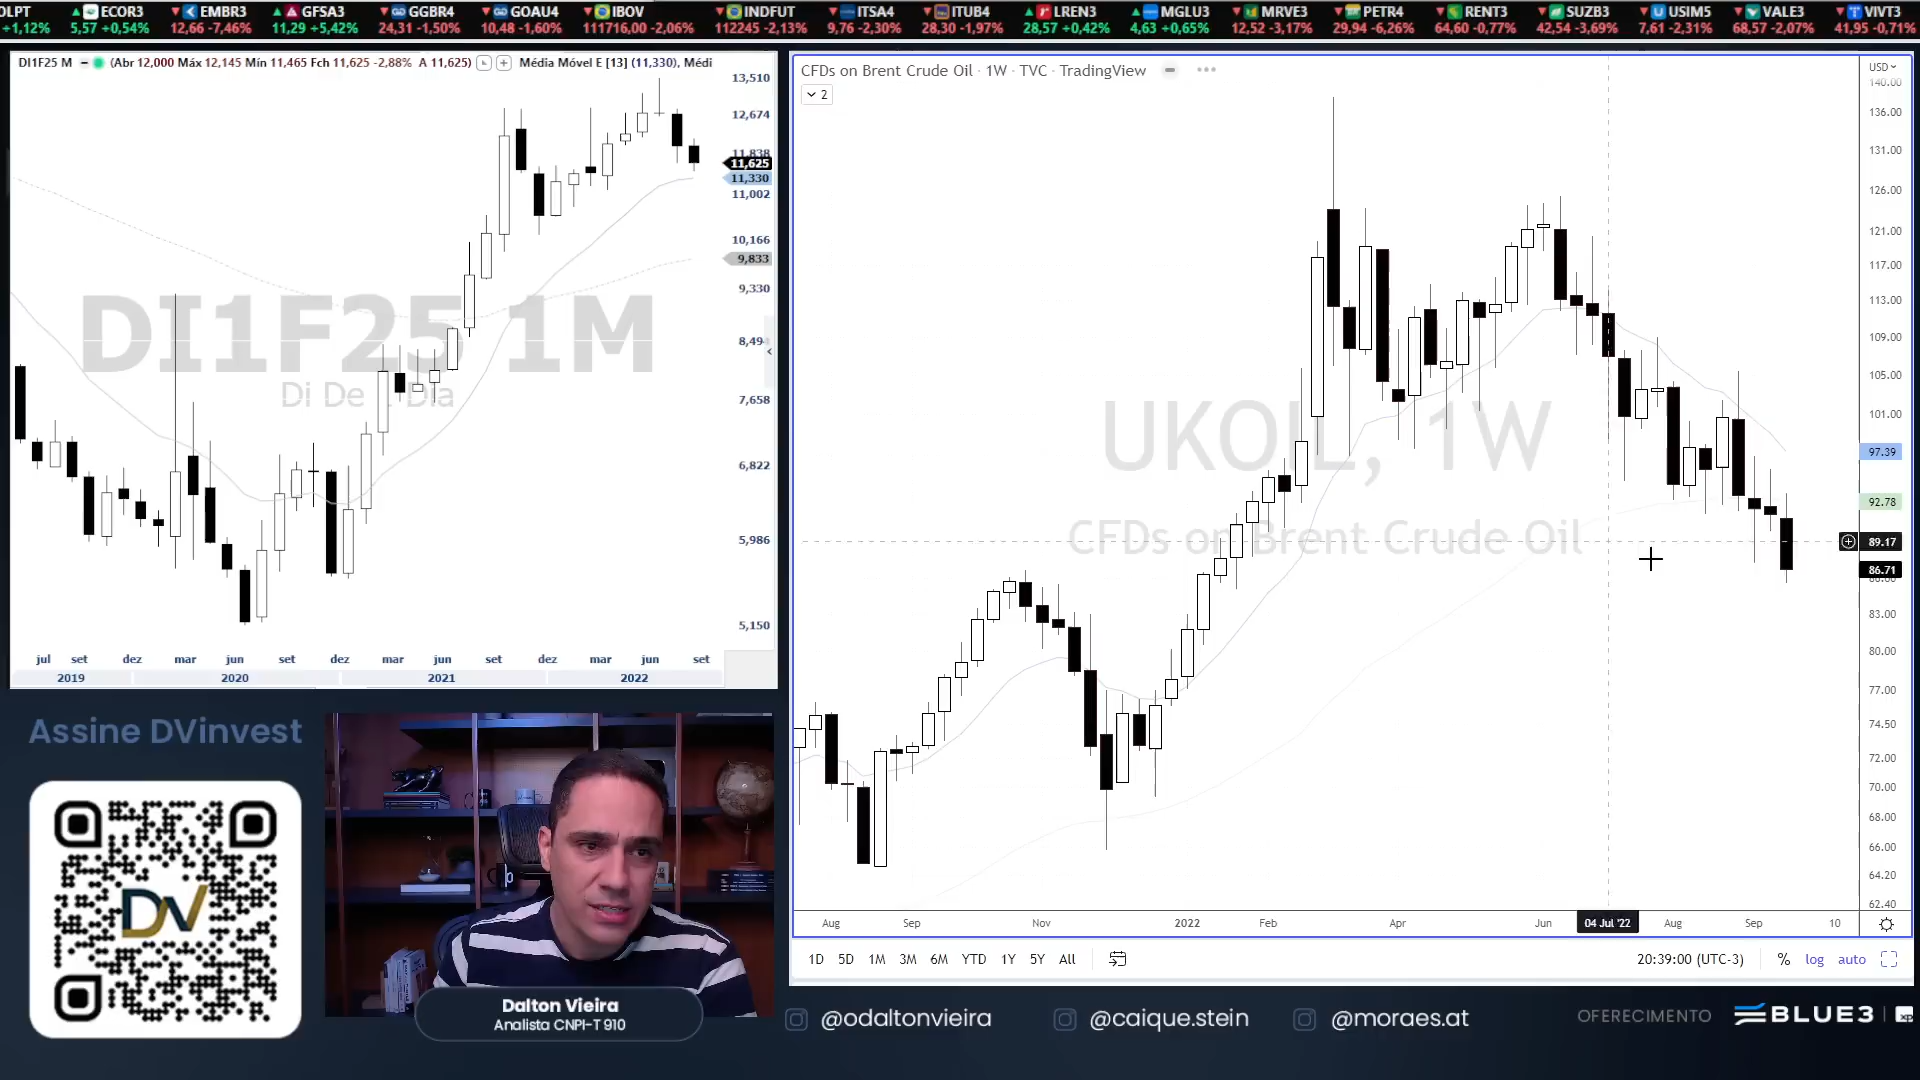 OLPT ECOR3 EMBR3 GFSA3 GGBR4 GOAU4 IBOV INDFUT ITSA4 ITUB4 LREN3 MGLU3 MRVE3 PETR4 RENT3 SUZB3 USIM5 VALE3 VIVT3
+1,12% 5,57 +0,54% 12,66 -7,46% 11,29 +5,42% 24,31 -1,50% 10,48 -1,60% 111716,00 -2,06% 112245 -2,13% 9,76 -2,30% 28,30 -1,97% 28,57 +0,42% 4,63 +0,65% 12,52 -3,17% 29,94 -6,26% 64,60 -0,77% 42,54 -3,69% 7,61 -2,31% 68,57 -2,07% 41,95 -0,71%
DI1F25 M (Abr 12,000 Máx 12,145 Mín 11,465 Fch 11,625 -2,88% A 11,625) Média Móvel E [13] (11,330), Médi
13,510
12,674
11,838
11,625
11,330
11,002
10,166
9,833
9,330
8,494
7,658
6,822
5,986
5,150
DI1F25 1M
Di De 1 Dia
jul set dez mar jun set dez mar jun set dez mar jun set
2019 2020 2021 2022
CFDs on Brent Crude Oil · 1W · TVC · TradingView
2
USD
140.00
136.00
131.00
126.00
121.00
117.00
113.00
109.00
105.00
101.00
97.39
92.78
89.17
86.71
83.00
80.00
77.00
74.50
72.00
70.00
68.00
66.00
64.20
62.40
UKOIL, 1W
CFDs on Brent Crude Oil
Aug Sep Nov 2022 Feb Apr Jun 04 Jul '22 Aug Sep 10
1D 5D 1M 3M 6M YTD 1Y 5Y All
20:39:00 (UTC-3) % log auto
Assine DVinvest
DV
Dalton Vieira
Analista CNPI-T 910
@odaltonvieira @caique.stein @moraes.at
OFERECIMENTO BLUE3 xp